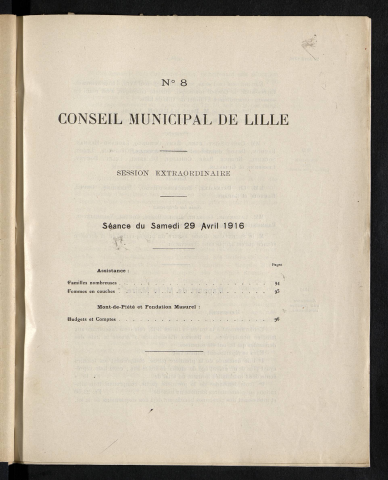 N° 8
CONSEIL MUNICIPAL DE LILLE
SESSION EXTRAORDINAIRE
Séance du Samedi 29 Avril 1916
Pages
Assistance :
Familles nombreuses 94
Femmes en couches 95
Mont-de-Piété et Fondation Masurel :
Budgets et Comptes 96